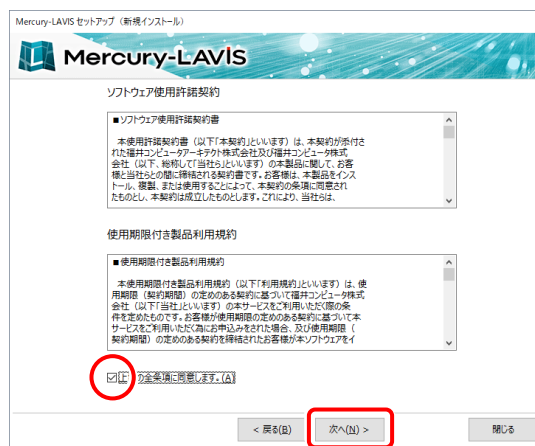 Mercury-LAVIS セットアップ（新規インストール）
Mercury-LAVIS
ソフトウェア使用許諾契約
■ソフトウェア使用許諾契約書
本使用許諾契約書（以下「本契約」といいます）は、本契約が添付さ
れた福井コンピュータアーキテクト株式会社及び福井コンピュータ株式
会社（以下、総称して「当社ら」といいます）の本製品に関して、お客
様と当社らとの間に締結される契約書です。お客様は、本製品をインス
トール、複製、または使用することによって、本契約の条項に同意され
たものとし、本契約は成立したものとします。これにより、当社らは、
使用期限付き製品利用規約
■使用期限付き製品利用規約
本使用期限付き製品利用規約（以下「利用規約」といいます）は、使
用期限（契約期間）の定めのある契約に基づいて福井コンピュータ株式
会社（以下「当社」といいます）の本サービスをご利用いただく際の条
件を定めたものです。お客様が使用期限の定めのある契約に基づいて本
サービスをご利用いただく為にお申込みをされた場合、及び使用期限（
契約期間）の定めのある契約を締結されたお客様が本ソフトウェアをイ
上の全条項に同意します。(A)
< 戻る(B)
次へ(N) >
閉じる